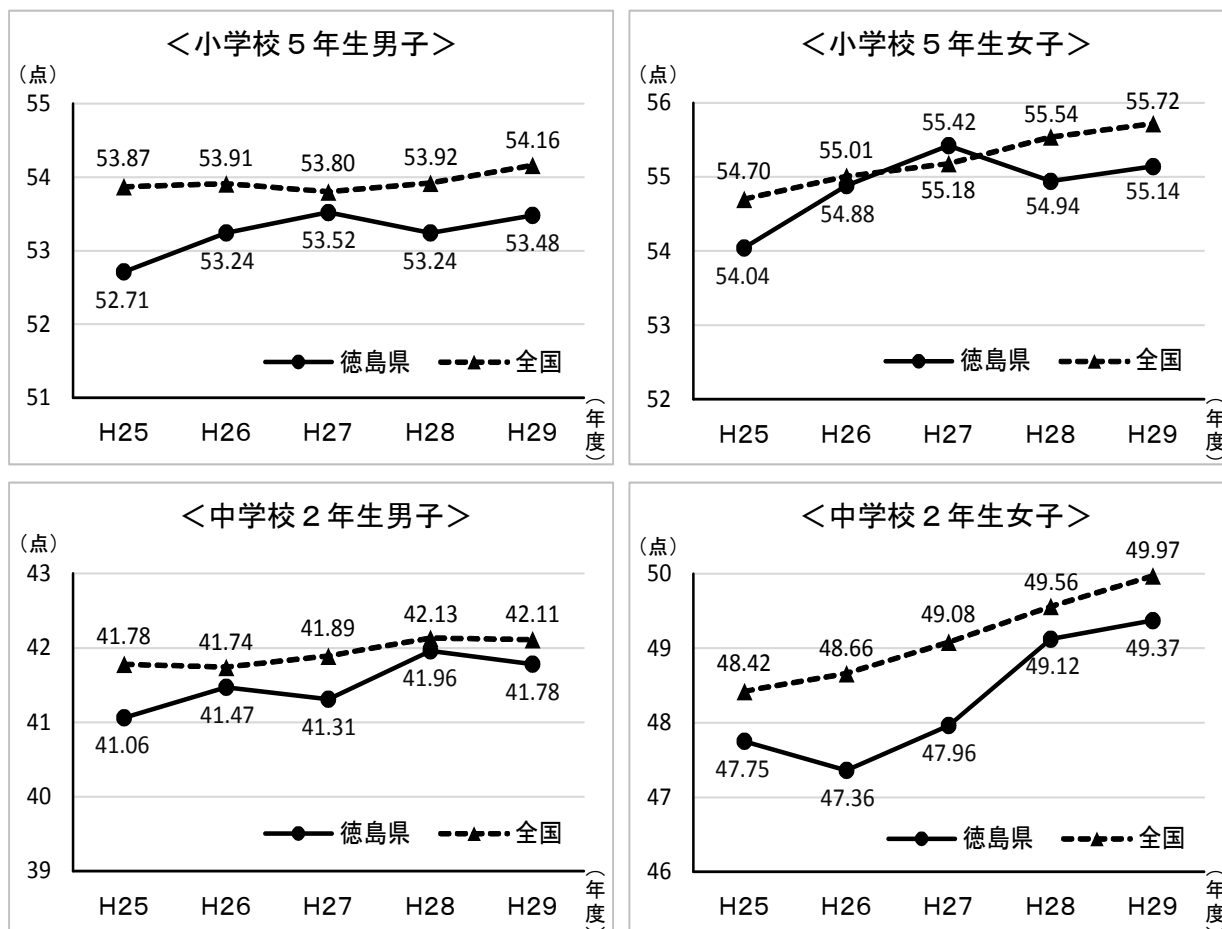 ＜小学校５年生男子＞
（点）
55
54
53
52
51
53.87
53.91
53.80
53.92
54.16
52.71
53.24
53.52
53.24
53.48
徳島県
全国
H25
H26
H27
H28
H29
（年度）
＜小学校５年生女子＞
（点）
56
55
54
53
52
54.70
55.01
55.42
55.54
55.72
54.04
54.88
55.18
54.94
55.14
徳島県
全国
H25
H26
H27
H28
H29
（年度）
＜中学校２年生男子＞
（点）
43
42
41
40
39
41.78
41.74
41.89
42.13
42.11
41.06
41.47
41.31
41.96
41.78
徳島県
全国
H25
H26
H27
H28
H29
（年度）
＜中学校２年生女子＞
（点）
50
49
48
47
46
48.42
48.66
49.08
49.56
49.97
47.75
47.36
47.96
49.12
49.37
徳島県
全国
H25
H26
H27
H28
H29
（年度）